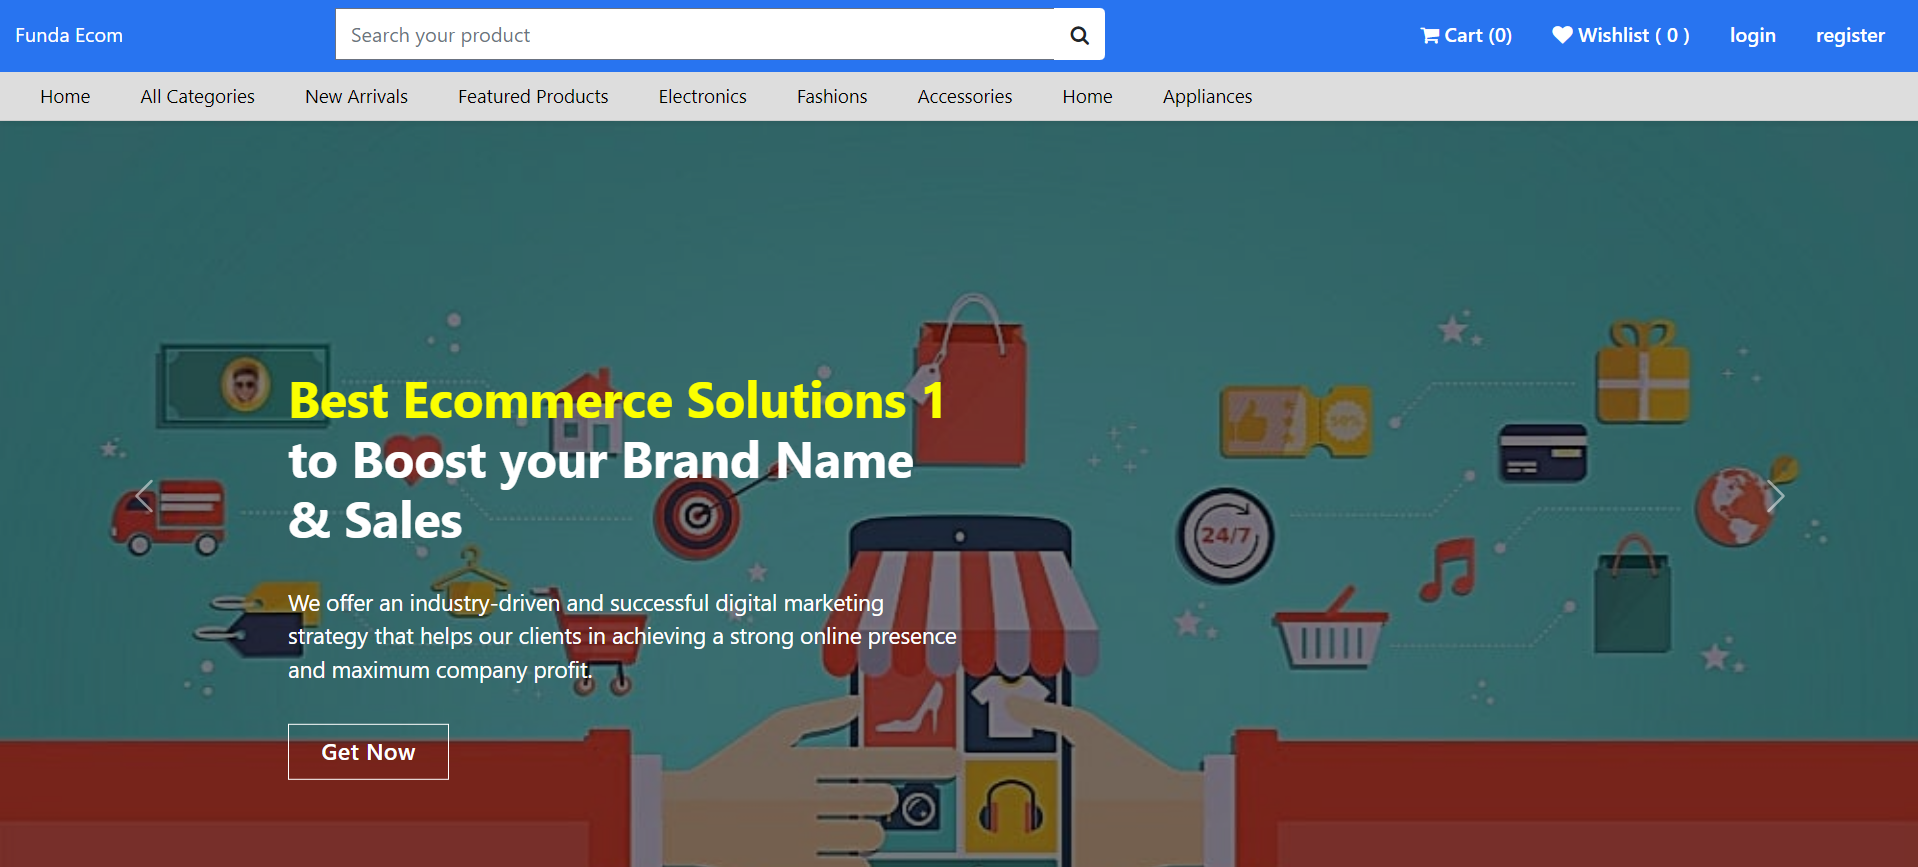 Funda Ecom
Search your product
Cart (0)
Wishlist ( 0 )
login
register
Home
All Categories
New Arrivals
Featured Products
Electronics
Fashions
Accessories
Home
Appliances
Best Ecommerce Solutions 1
to Boost your Brand Name
& Sales
We offer an industry-driven and successful digital marketing
strategy that helps our clients in achieving a strong online presence
and maximum company profit.
Get Now
50%
24/7